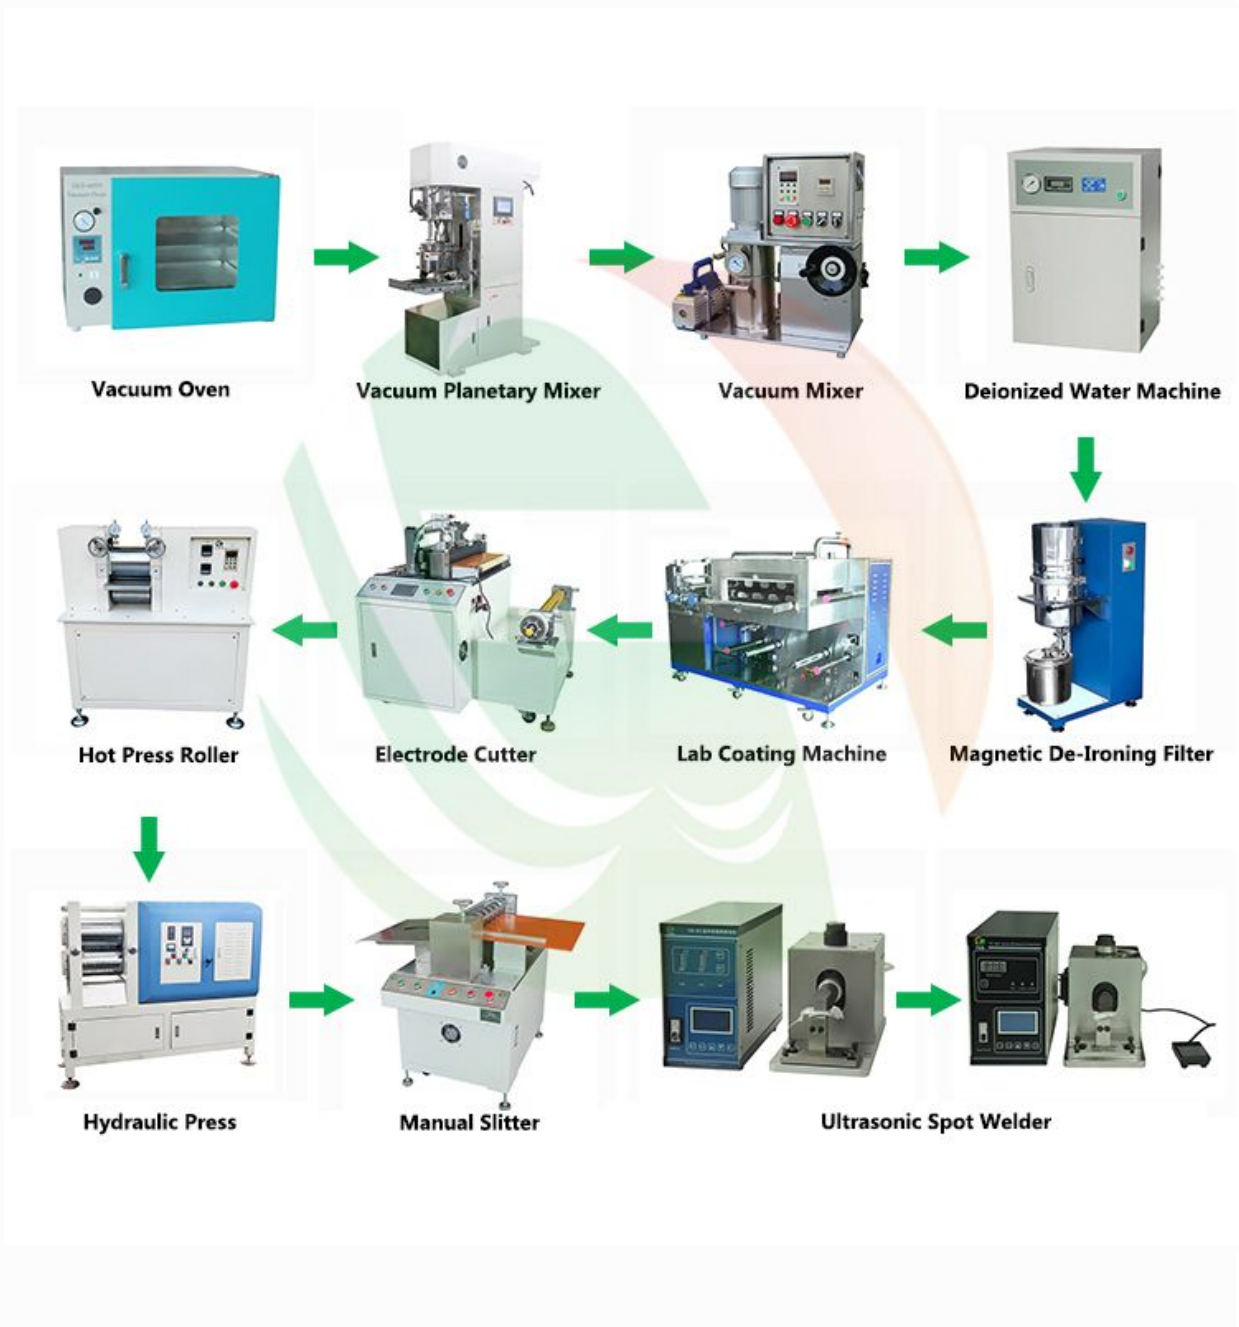 Vacuum Oven
Vacuum Planetary Mixer
Vacuum Mixer
Deionized Water Machine
Hot Press Roller
Electrode Cutter
Lab Coating Machine
Magnetic De-Ironing Filter
Hydraulic Press
Manual Slitter
Ultrasonic Spot Welder